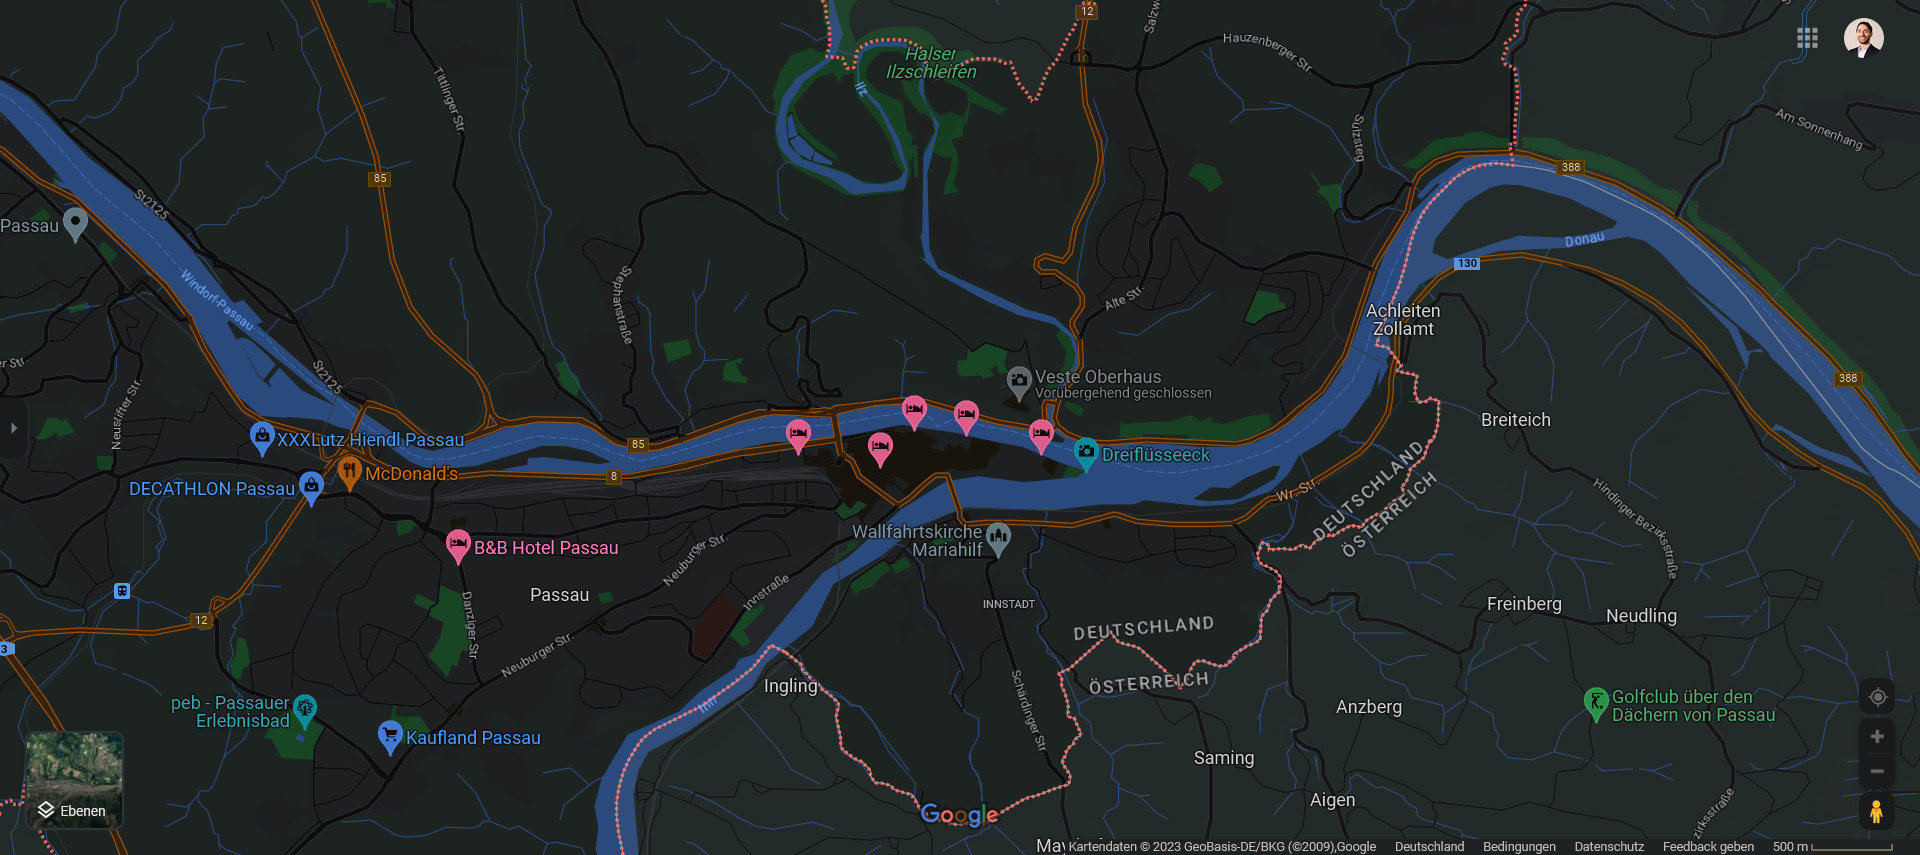 12
Halser
Ilzschleifen
Ilz
Salzw
Hauzenberger Str.
Tittlinger Str.
Sulzsteg
Am Sonnenhang
85
388
St2125
Passau
Donau
130
Windorf-Passau
Stephanstraße
Alte Str.
Achleiten
Zollamt
er Str.
St2125
Neustifter Str.
Veste Oberhaus
Vorübergehend geschlossen
388
Breiteich
XXXLutz Hiendl Passau
85
McDonald's
8
Dreiflüsseeck
DECATHLON Passau
Wr. Str.
DEUTSCHLAND
ÖSTERREICH
Hindinger Bezirksstraße
Wallfahrtskirche
Mariahilf
B&B Hotel Passau
Neuburger Str.
Innstraße
Passau
INNSTADT
Freinberg
Neudling
12
Danziger Str.
Neuburger Str.
DEUTSCHLAND
ÖSTERREICH
3
Ingling
Inn
Schärdinger Str
peb - Passauer
Erlebnisbad
Anzberg
Golfclub über den
Dächern von Passau
Kaufland Passau
Saming
Aigen
zirksstraße
Ebenen
Google
Kartendaten © 2023 GeoBasis-DE/BKG (©2009),Google Deutschland Bedingungen Datenschutz Feedback geben 500 m